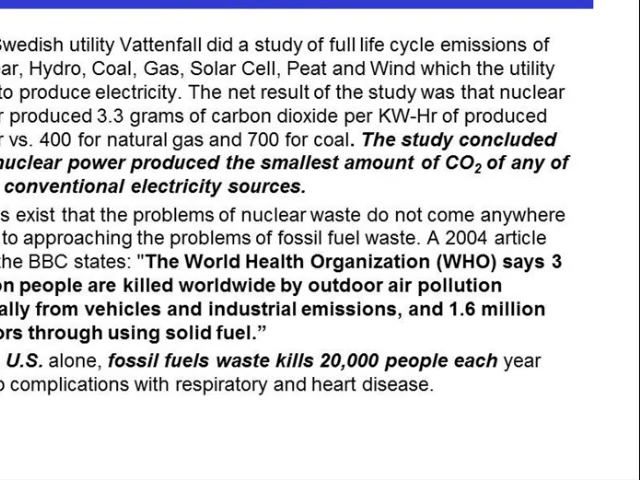 Swedish utility Vattenfall did a study of full life cycle emissions of
ar, Hydro, Coal, Gas, Solar Cell, Peat and Wind which the utility
to produce electricity. The net result of the study was that nuclear
r produced 3.3 grams of carbon dioxide per KW-Hr of produced
r vs. 400 for natural gas and 700 for coal. The study concluded
nuclear power produced the smallest amount of CO2 of any of
conventional electricity sources.
s exist that the problems of nuclear waste do not come anywhere
to approaching the problems of fossil fuel waste. A 2004 article
the BBC states: "The World Health Organization (WHO) says 3
on people are killed worldwide by outdoor air pollution
ally from vehicles and industrial emissions, and 1.6 million
ors through using solid fuel.”
U.S. alone, fossil fuels waste kills 20,000 people each year
o complications with respiratory and heart disease.